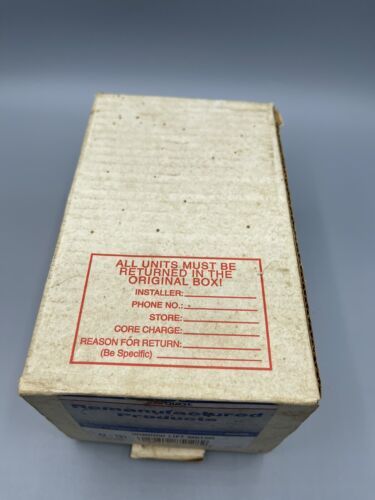 ALL UNITS MUST BE
RETURNED IN THE
ORIGINAL BOX!
INSTALLER:
PHONE NO.:
STORE:
CORE CHARGE:
REASON FOR RETURN:
(Be Specific)
Remanufactured
Products